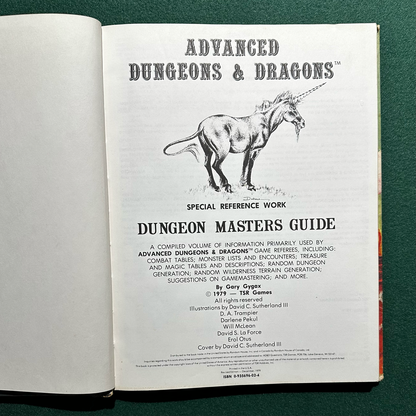 ADVANCED
DUNGEONS & DRAGONS™
SPECIAL REFERENCE WORK
DUNGEON MASTERS GUIDE
A COMPILED VOLUME OF INFORMATION PRIMARILY USED BY
ADVANCED DUNGEONS & DRAGONS™ GAME REFEREES, INCLUDING:
COMBAT TABLES; MONSTER LISTS AND ENCOUNTERS; TREASURE
AND MAGIC TABLES AND DESCRIPTIONS; RANDOM DUNGEON
GENERATION; RANDOM WILDERNESS TERRAIN GENERATION;
SUGGESTIONS ON GAMEMASTERING; AND MORE.
By Gary Gygax
© 1979 — TSR Games
All rights reserved
Illustrations by David C. Sutherland III
D. A. Trampier
Darlene Pekul
Will McLean
David S. La Force
Erol Otus
Cover by David C. Sutherland III
ISBN 0-935696-02-4